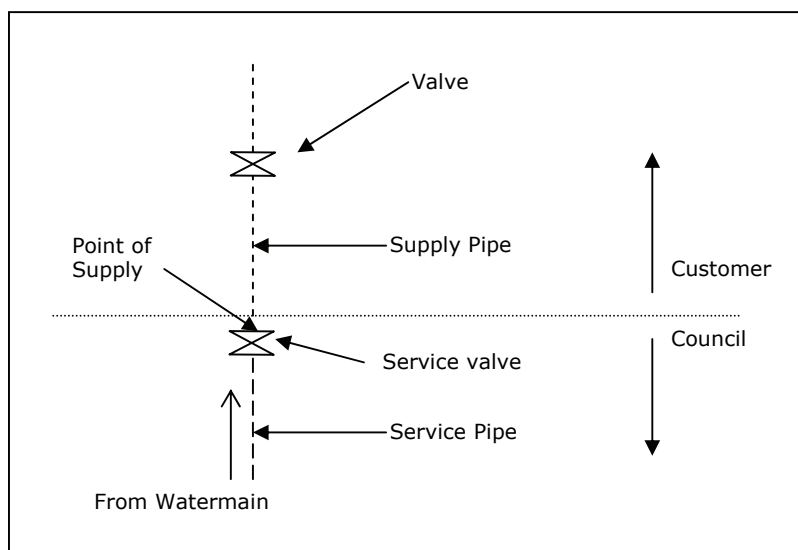 Valve
Point of
Supply
Supply Pipe
Customer
Council
Service valve
Service Pipe
From Watermain